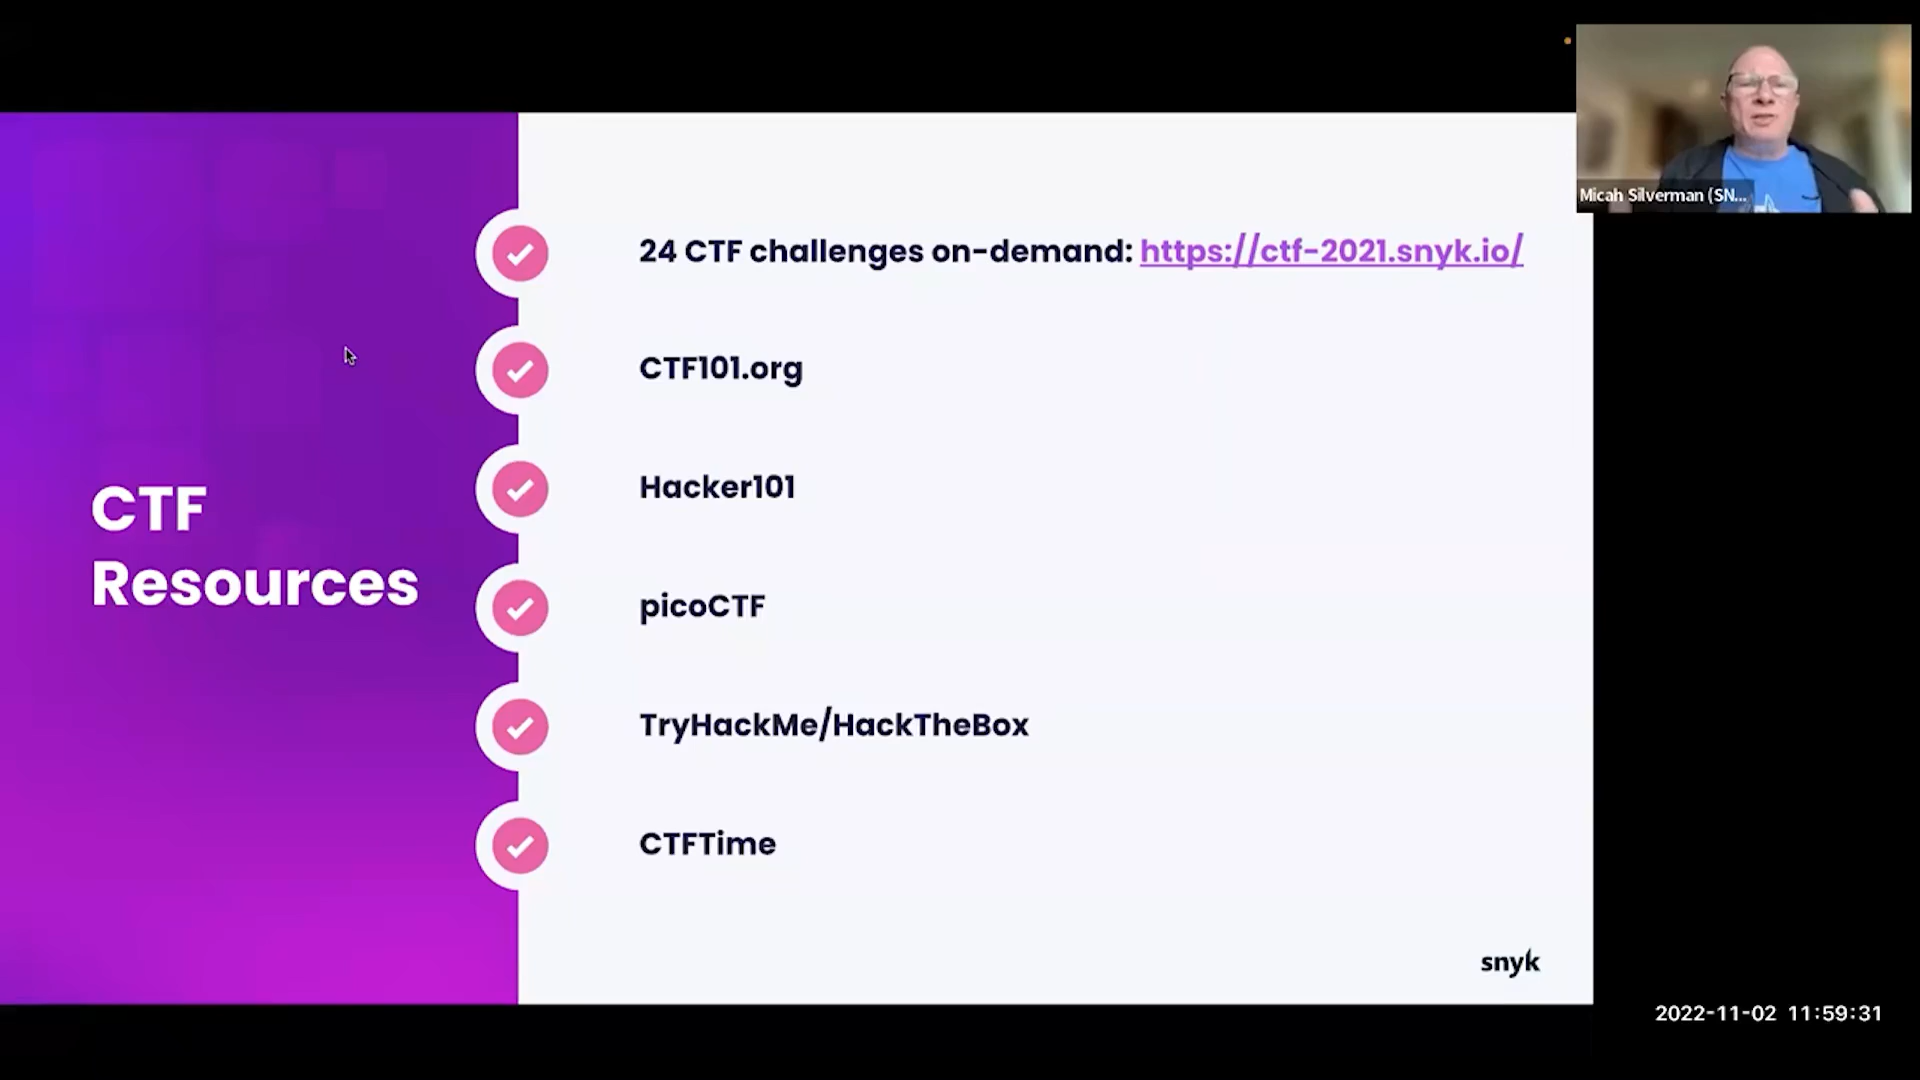 Micah Silverman (SN...
24 CTF challenges on-demand: https://ctf-2021.snyk.io/
CTF101.org
Hacker101
CTF
Resources
picoCTF
TryHackMe/HackTheBox
CTFTime
snyk
2022-11-02 11:59:31